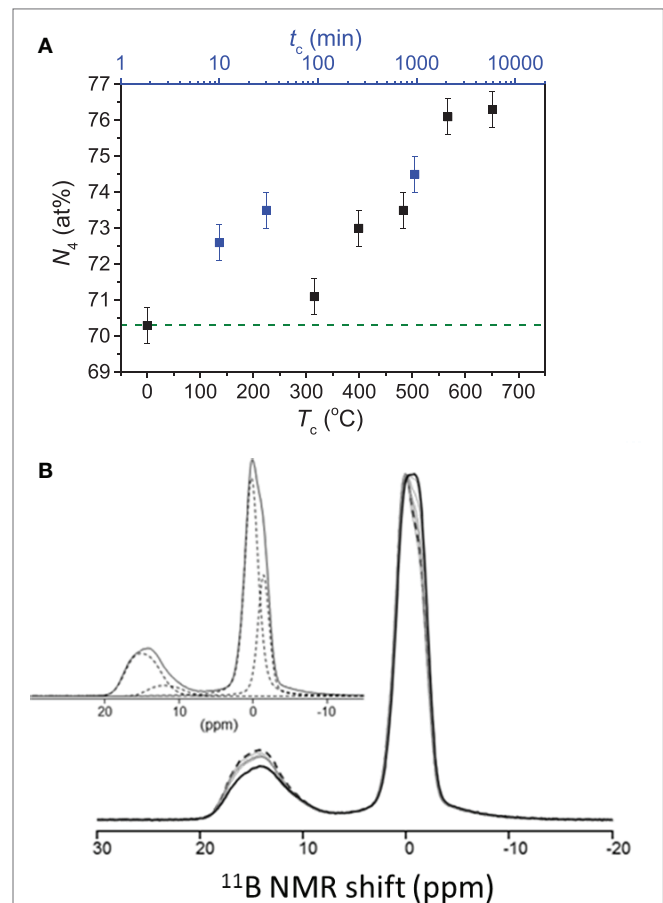 A
t_c (min)
1 10 100 1000 10000
77
76
75
74
73
72
71
70
69
N_4 (at%)
0 100 200 300 400 500 600 700
T_c (°C)
B
20 10 0 -10
(ppm)
30 20 10 0 -10 -20
¹¹B NMR shift (ppm)